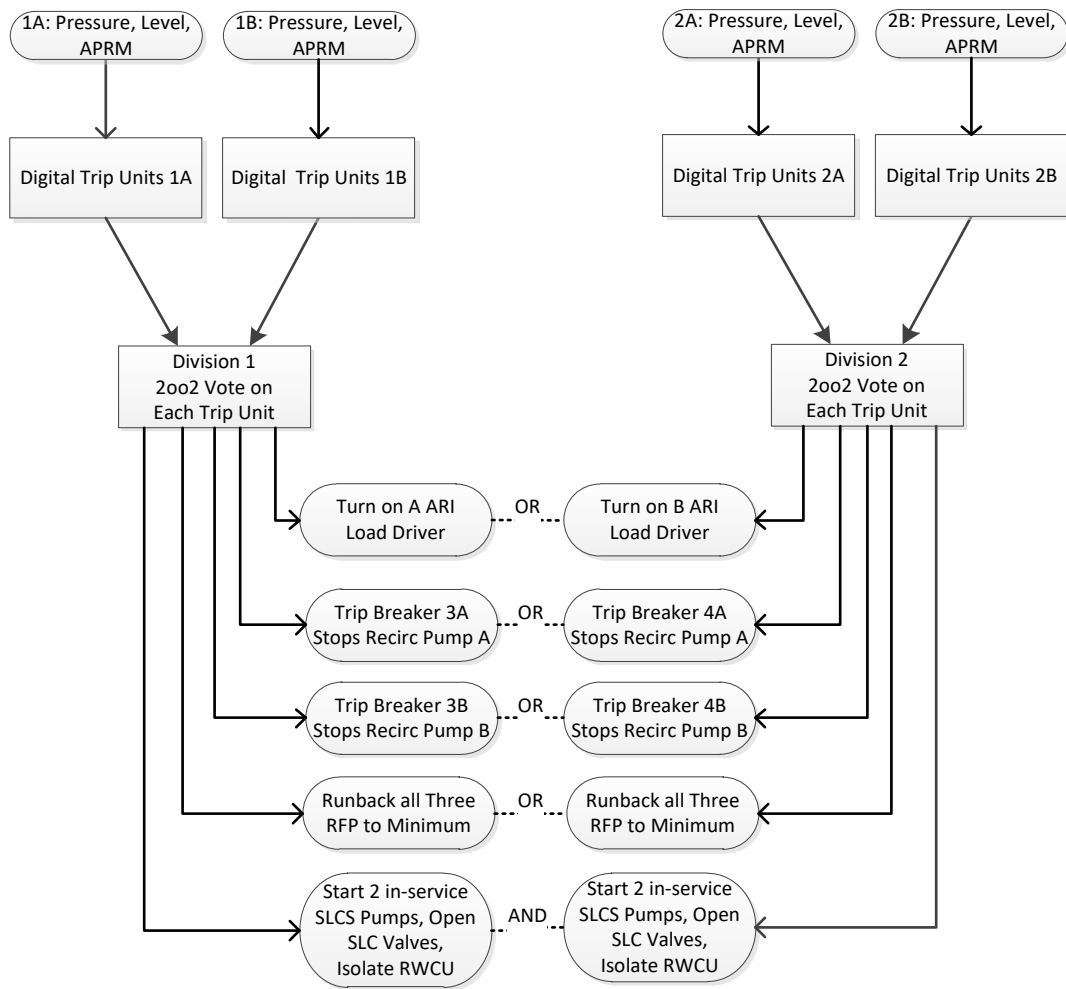 1A: Pressure, Level,
APRM
1B: Pressure, Level,
APRM
2A: Pressure, Level,
APRM
2B: Pressure, Level,
APRM
Digital Trip Units 1A
Digital Trip Units 1B
Digital Trip Units 2A
Digital Trip Units 2B
Division 1
2oo2 Vote on
Each Trip Unit
Division 2
2oo2 Vote on
Each Trip Unit
Turn on A ARI
Load Driver
OR
Turn on B ARI
Load Driver
Trip Breaker 3A
Stops Recirc Pump A
OR
Trip Breaker 4A
Stops Recirc Pump A
Trip Breaker 3B
Stops Recirc Pump B
OR
Trip Breaker 4B
Stops Recirc Pump B
Runback all Three
RFP to Minimum
OR
Runback all Three
RFP to Minimum
Start 2 in-service
SLCS Pumps, Open
SLC Valves,
Isolate RWCU
AND
Start 2 in-service
SLCS Pumps, Open
SLC Valves,
Isolate RWCU